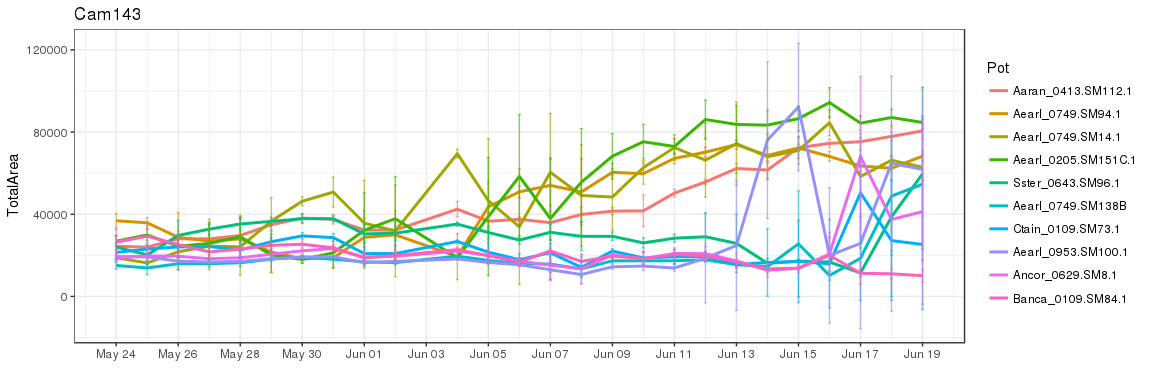 Cam143
TotalArea
120000
80000
40000
0
May 24 May 26 May 28 May 30 Jun 01 Jun 03 Jun 05 Jun 07 Jun 09 Jun 11 Jun 13 Jun 15 Jun 17 Jun 19
Pot
Aaran_0413.SM112.1
Aearl_0749.SM94.1
Aearl_0749.SM14.1
Aearl_0205.SM151C.1
Sster_0643.SM96.1
Aearl_0749.SM138B
Ctain_0109.SM73.1
Aearl_0953.SM100.1
Ancor_0629.SM8.1
Banca_0109.SM84.1